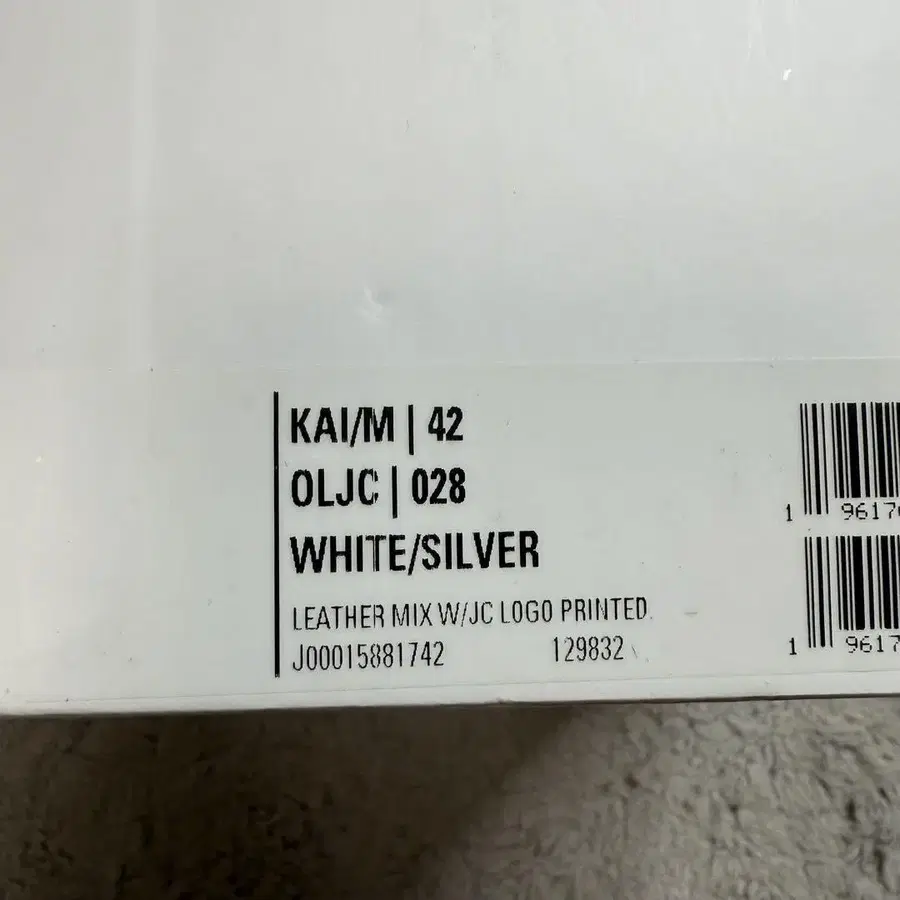 KAI/M | 42
OLJC | 028
WHITE/SILVER
LEATHER MIX W/JC LOGO PRINTED
J00015881742 129832
1 9617
1 9617